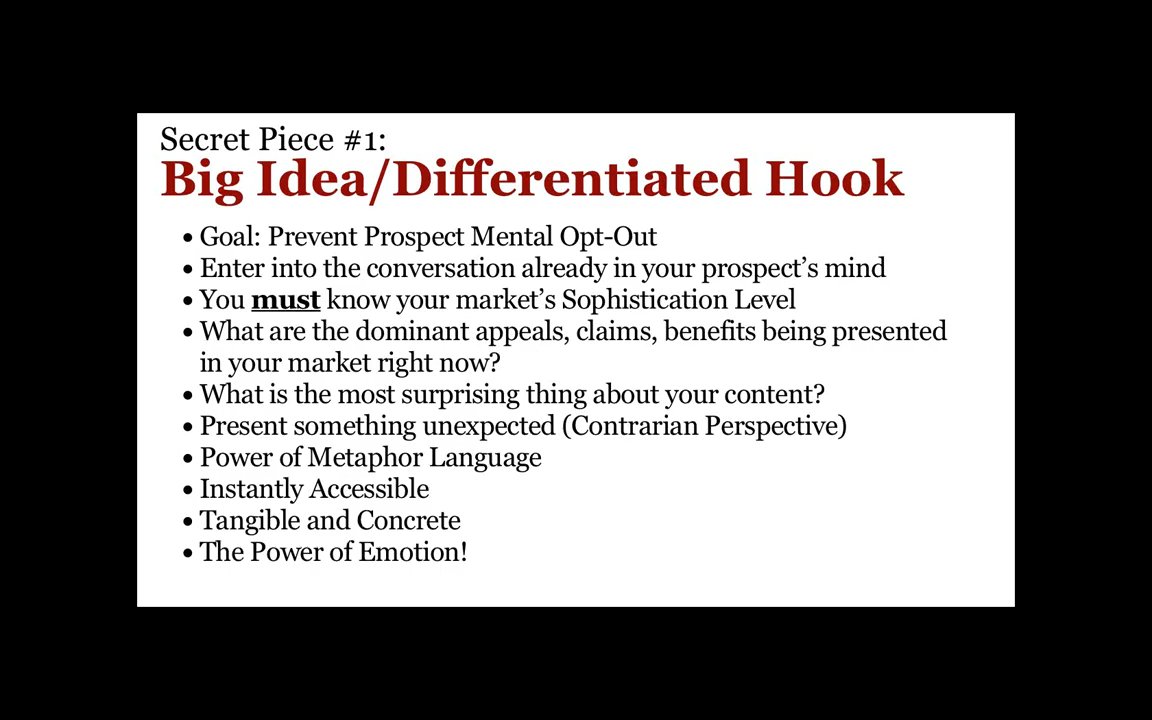 Secret Piece #1:
Big Idea/Differentiated Hook
• Goal: Prevent Prospect Mental Opt-Out
• Enter into the conversation already in your prospect’s mind
• You must know your market’s Sophistication Level
• What are the dominant appeals, claims, benefits being presented
in your market right now?
• What is the most surprising thing about your content?
• Present something unexpected (Contrarian Perspective)
• Power of Metaphor Language
• Instantly Accessible
• Tangible and Concrete
• The Power of Emotion!